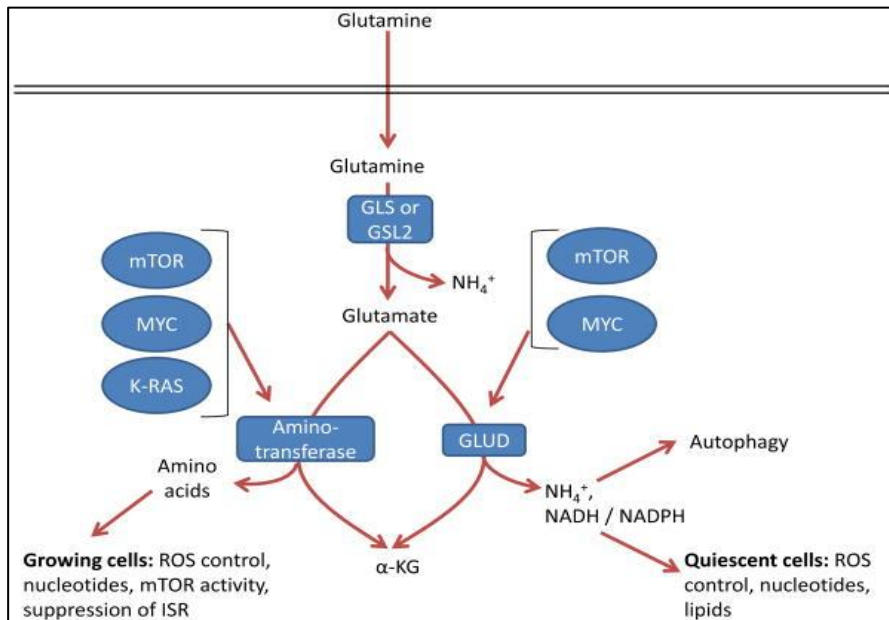 Glutamine
Glutamine
GLS or
GSL2
NH₄⁺
Glutamate
mTOR
MYC
K-RAS
mTOR
MYC
Amino-
transferase
GLUD
Amino
acids
NH₄⁺,
NADH / NADPH
Autophagy
α-KG
Growing cells: ROS control,
nucleotides, mTOR activity,
suppression of ISR
Quiescent cells: ROS
control, nucleotides,
lipids